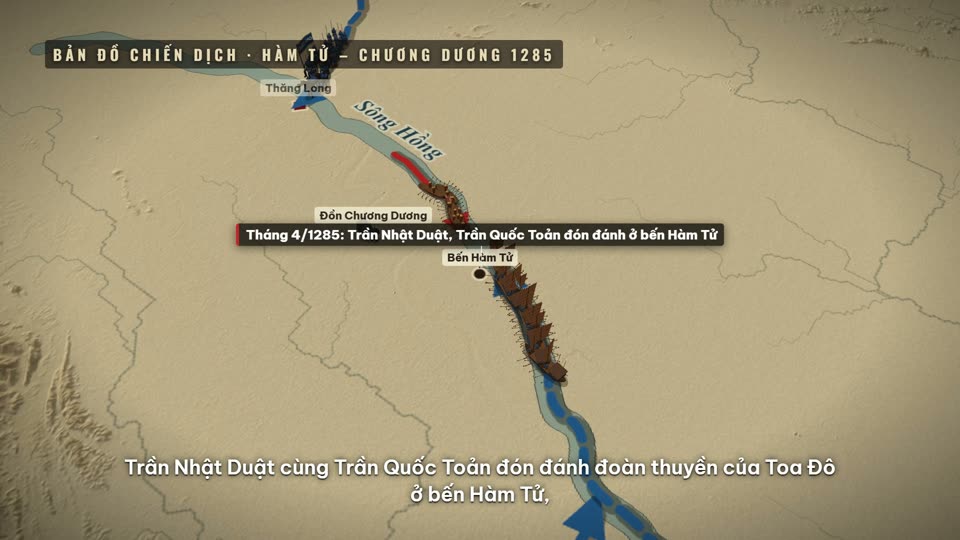 BẢN ĐỒ CHIẾN DỊCH · HÀM TỬ – CHƯƠNG DƯƠNG 1285
Thăng Long
Sông Hồng
Đồn Chương Dương
Tháng 4/1285: Trần Nhật Duật, Trần Quốc Toản đón đánh ở bến Hàm Tử
Bến Hàm Tử
Trần Nhật Duật cùng Trần Quốc Toản đón đánh đoàn thuyền của Toa Đô
ở bến Hàm Tử,